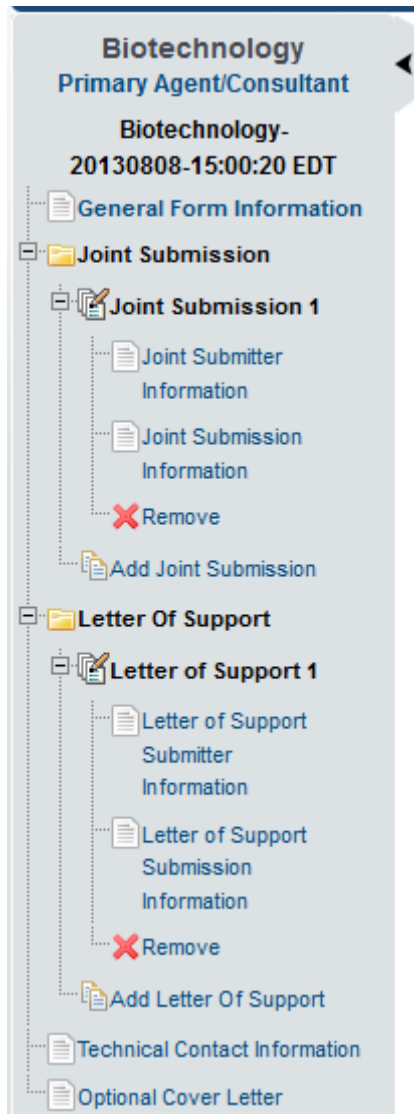 Biotechnology
Primary Agent/Consultant
Biotechnology-
20130808-15:00:20 EDT
General Form Information
Joint Submission
Joint Submission 1
Joint Submitter
Information
Joint Submission
Information
Remove
Add Joint Submission
Letter Of Support
Letter of Support 1
Letter of Support
Submitter
Information
Letter of Support
Submission
Information
Remove
Add Letter Of Support
Technical Contact Information
Optional Cover Letter